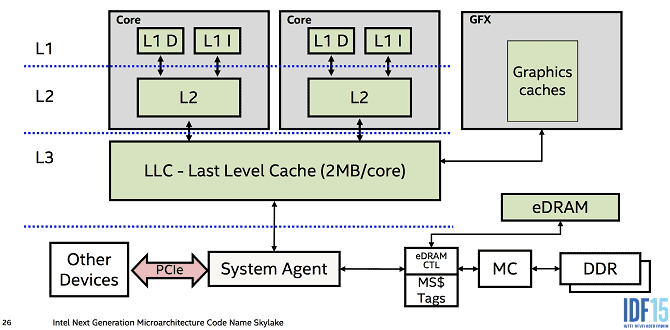 Core
Core
GFX
L1
L1 D
L1 I
L1 D
L1 I
Graphics
caches
L2
L2
L2
L3
LLC - Last Level Cache (2MB/core)
eDRAM
Other
Devices
PCIe
System Agent
eDRAM
CTL
MS$
Tags
MC
DDR
26
Intel Next Generation Microarchitecture Code Name Skylake
IDF15
INTEL DEVELOPER FORUM